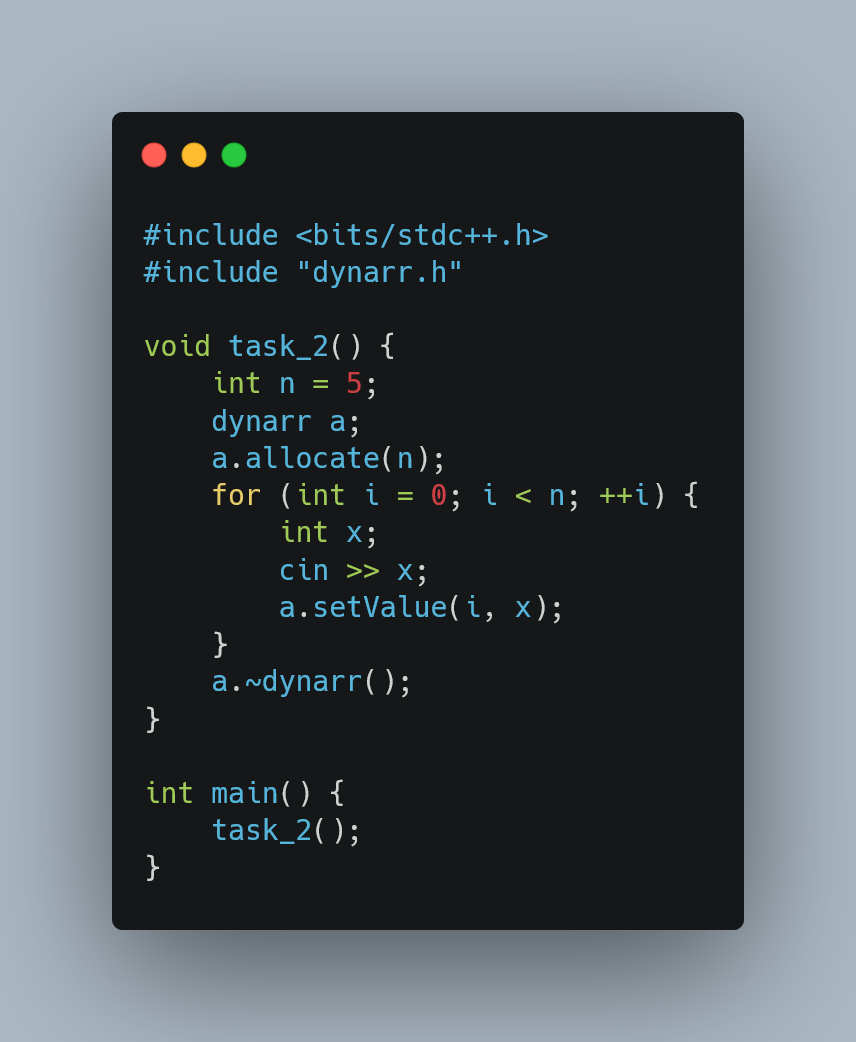 #include <bits/stdc++.h>
#include "dynarr.h"

void task_2() {
    int n = 5;
    dynarr a;
    a.allocate(n);
    for (int i = 0; i < n; ++i) {
        int x;
        cin >> x;
        a.setValue(i, x);
    }
    a.~dynarr();
}

int main() {
    task_2();
}